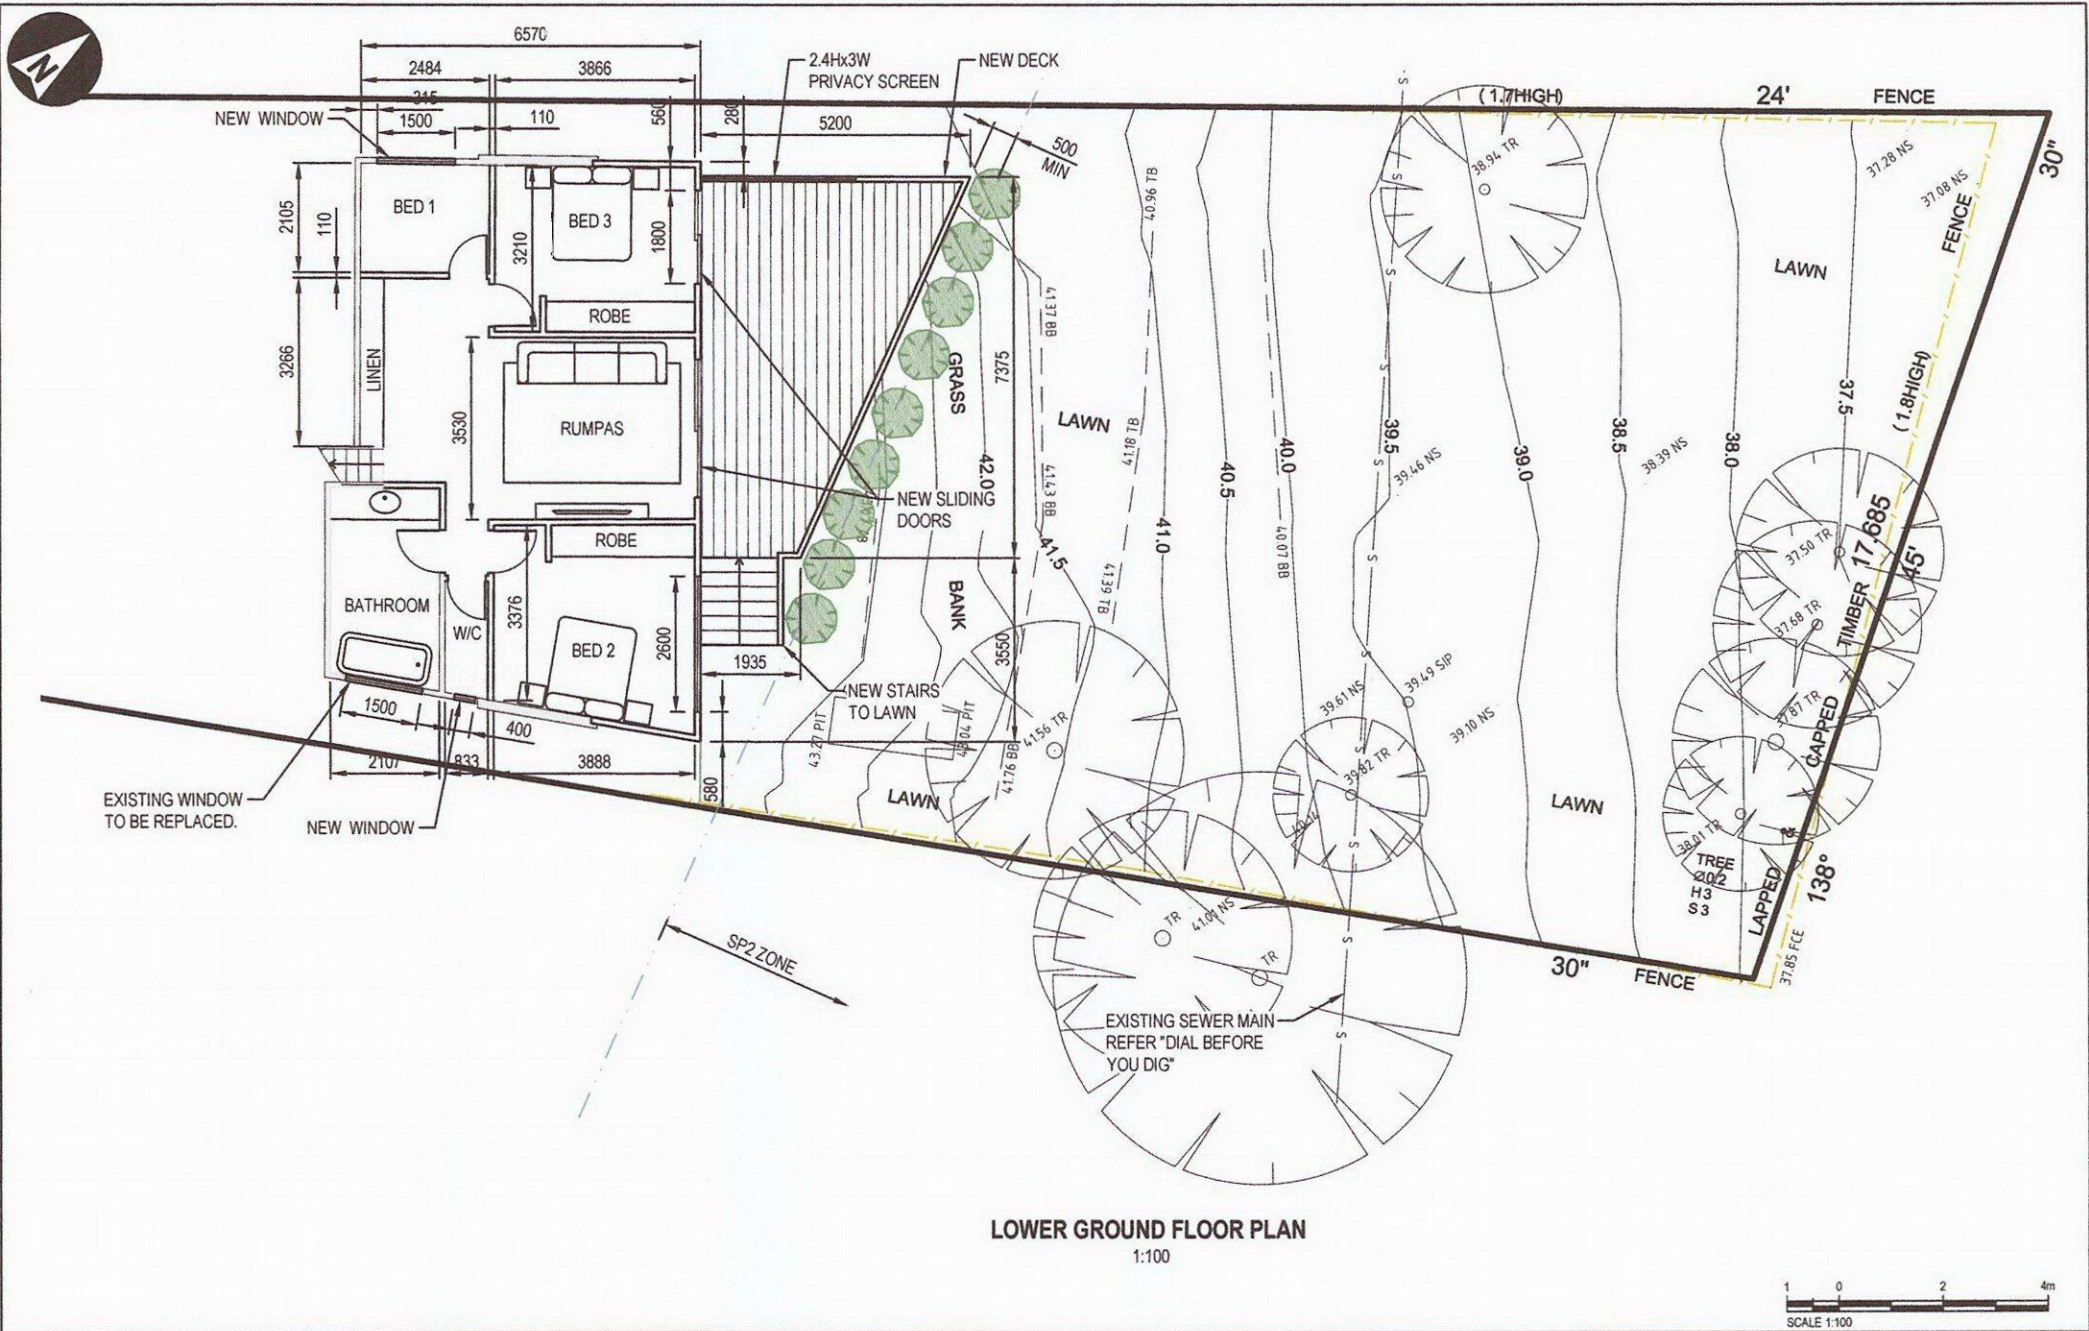 N
6570
2484
3866
315
1500
110
560
280
5200
2.4Hx3W
PRIVACY SCREEN
NEW DECK
NEW WINDOW
500
MIN
(1.7HIGH)
24'
FENCE
30"
BED 1
BED 3
2105
110
3210
1800
ROBE
3266
LINEN
3530
RUMPAS
GRASS
7375
NEW SLIDING
DOORS
ROBE
BATHROOM
W/C
3376
BED 2
2600
1935
BANK
3550
NEW STAIRS
TO LAWN
1500
400
2107
833
3888
580
EXISTING WINDOW
TO BE REPLACED.
NEW WINDOW
SP2 ZONE
43.27 PIT
43.04 PIT
41.76 BB
41.56 TR
LAWN
42.0
41.5
41.37 BB
41.43 BB
LAWN
40.96 TB
41.18 TB
41.39 TB
41.0
40.5
40.0
40.07 BB
39.5
39.46 NS
39.0
38.5
38.39 NS
38.0
37.5
38.94 TR
37.28 NS
37.08 NS
LAWN
FENCE
(1.8HIGH)
39.61 NS
39.49 SIP
39.10 NS
39.82 TR
LAWN
37.50 TR
37.68 TR
37.87 TR
38.01 TR
17.685
45'
TIMBER
CAPPED
&
LAPPED
138°
TREE
Ø0.2
H3
S3
37.85 FCE
30"
FENCE
TR
41.01 NS
TR
S
S
S
S
S
S
S
S
S
S
S
EXISTING SEWER MAIN
REFER "DIAL BEFORE
YOU DIG"
LOWER GROUND FLOOR PLAN
1:100
1 0 2 4m
SCALE 1:100